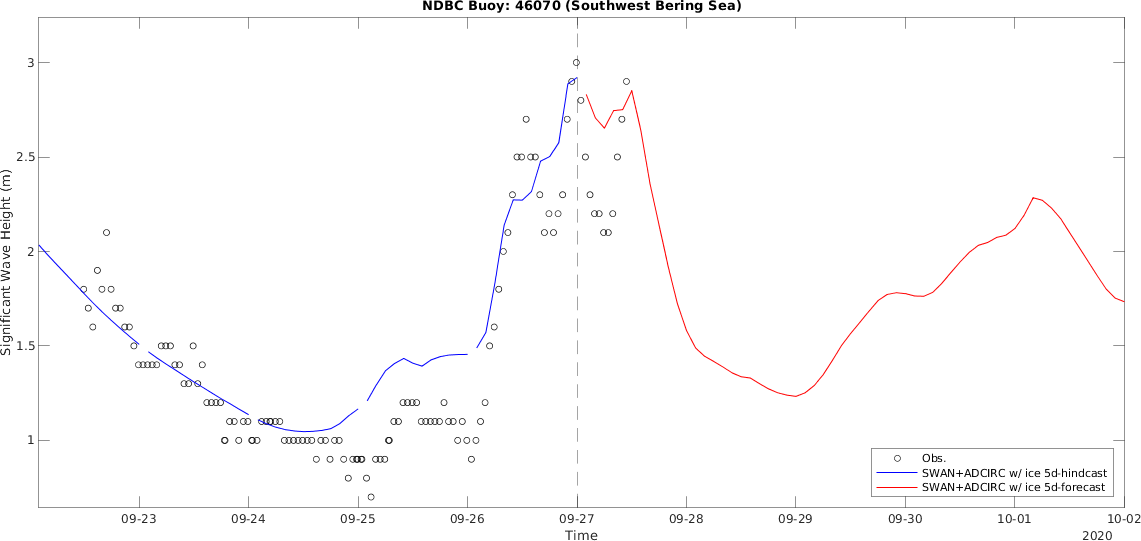 NDBC Buoy: 46070 (Southwest Bering Sea)
3
2.5
2
1.5
1
Significant Wave Height (m)
Obs.
SWAN+ADCIRC w/ ice 5d-hindcast
SWAN+ADCIRC w/ ice 5d-forecast
09-23 09-24 09-25 09-26 09-27 09-28 09-29 09-30 10-01 10-02
Time
2020